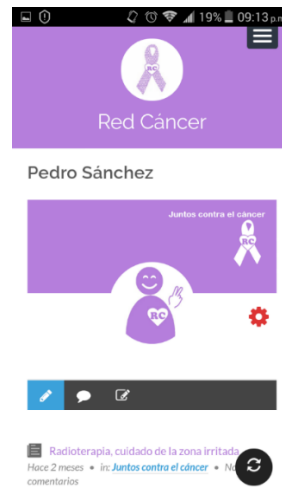 19% 09:13 p.m.
RC
Red Cáncer
Pedro Sánchez
Juntos contra el cáncer
RC
RC
Radioterapia, cuidado de la zona irritada
Hace 2 meses • in: Juntos contra el cáncer •
comentarios